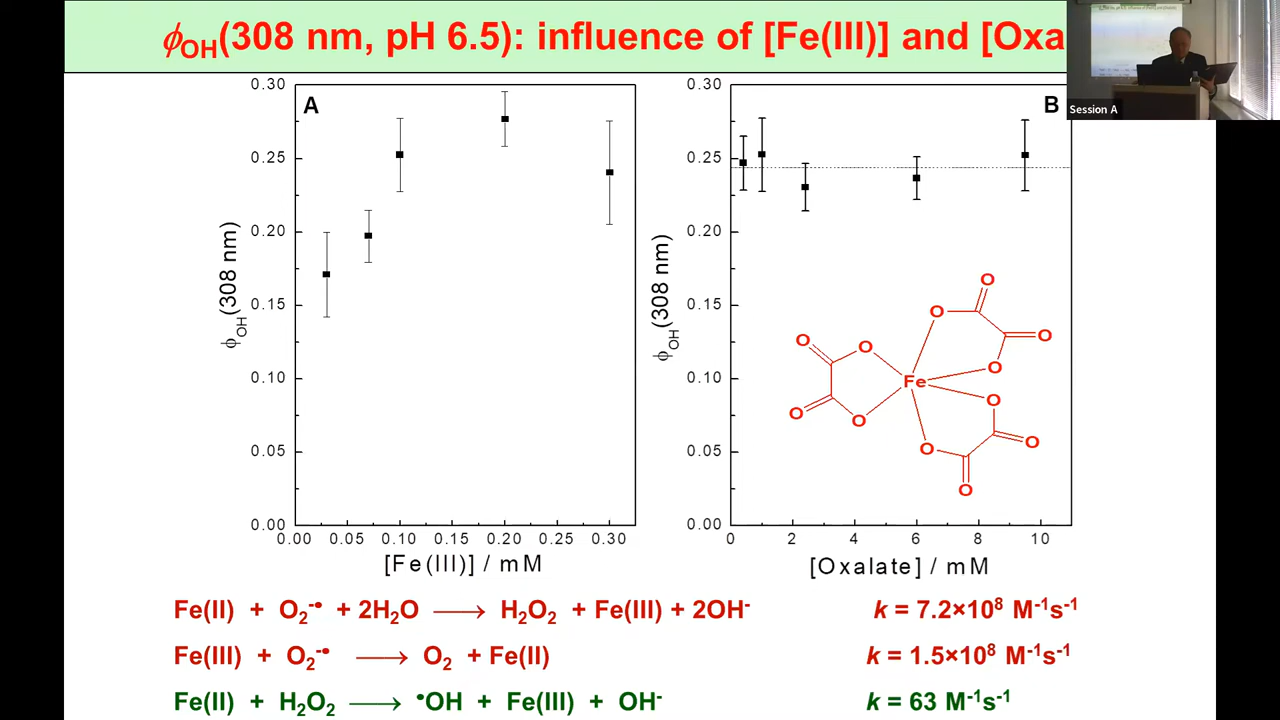 ϕOH(308 nm, pH 6.5): influence of [Fe(III)] and [Oxa
Session A
A
0.30
0.25
0.20
0.15
0.10
0.05
0.00
ϕOH(308 nm)
0.00 0.05 0.10 0.15 0.20 0.25 0.30
[Fe(III)] / mM
B
0.30
0.25
0.20
0.15
0.10
0.05
0.00
ϕOH(308 nm)
0 2 4 6 8 10
[Oxalate] / mM
O
O O
O O
O
Fe
O
O O
O
O
O
Fe(II) + O₂⁻• + 2H₂O ⟶ H₂O₂ + Fe(III) + 2OH⁻ k = 7.2×10⁸ M⁻¹s⁻¹
Fe(III) + O₂⁻• ⟶ O₂ + Fe(II) k = 1.5×10⁸ M⁻¹s⁻¹
Fe(II) + H₂O₂ ⟶ •OH + Fe(III) + OH⁻ k = 63 M⁻¹s⁻¹